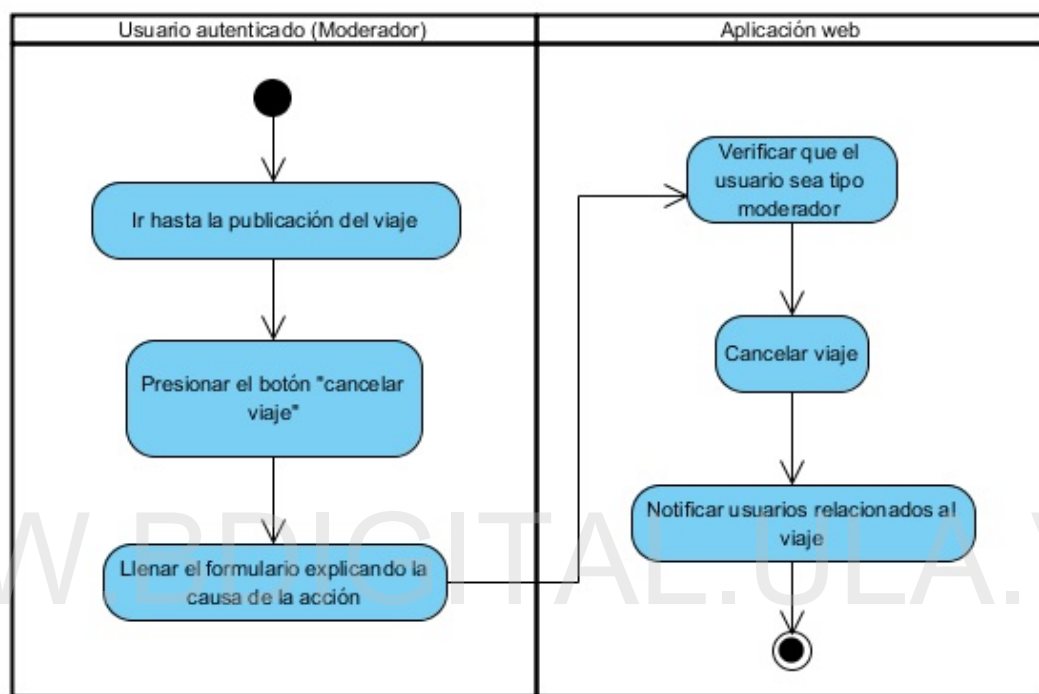 Usuario autenticado (Moderador)
Aplicación web
Ir hasta la publicación del viaje
Presionar el botón "cancelar
viaje"
Llenar el formulario explicando la
causa de la acción
Verificar que el
usuario sea tipo
moderador
Cancelar viaje
Notificar usuarios relacionados al
viaje
W.BDIGITAL.ULA.